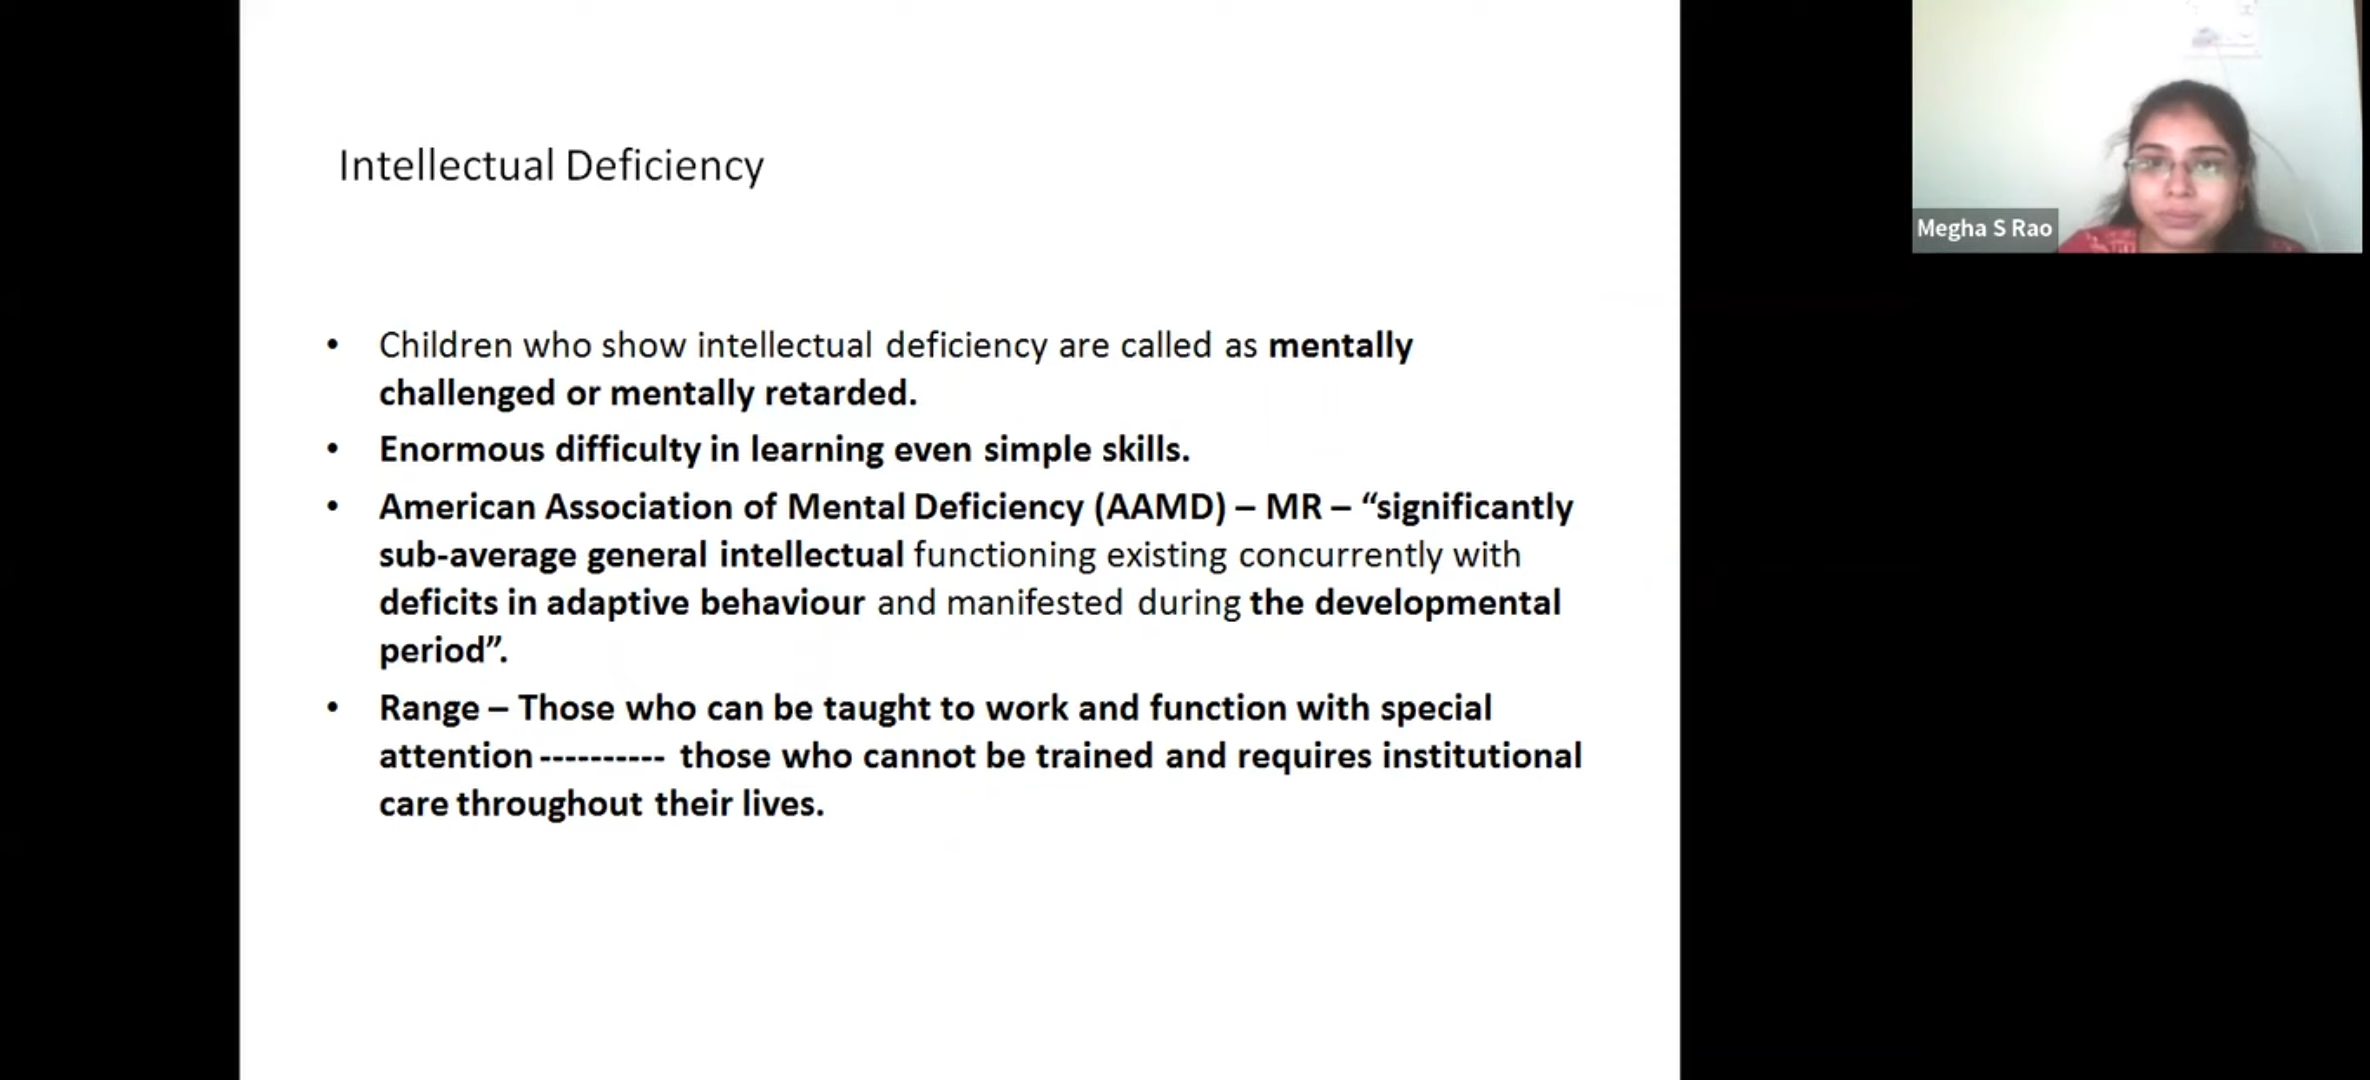 Intellectual Deficiency
• Children who show intellectual deficiency are called as mentally
challenged or mentally retarded.
• Enormous difficulty in learning even simple skills.
• American Association of Mental Deficiency (AAMD) – MR – “significantly
sub-average general intellectual functioning existing concurrently with
deficits in adaptive behaviour and manifested during the developmental
period”.
• Range – Those who can be taught to work and function with special
attention ---------- those who cannot be trained and requires institutional
care throughout their lives.
Megha S Rao